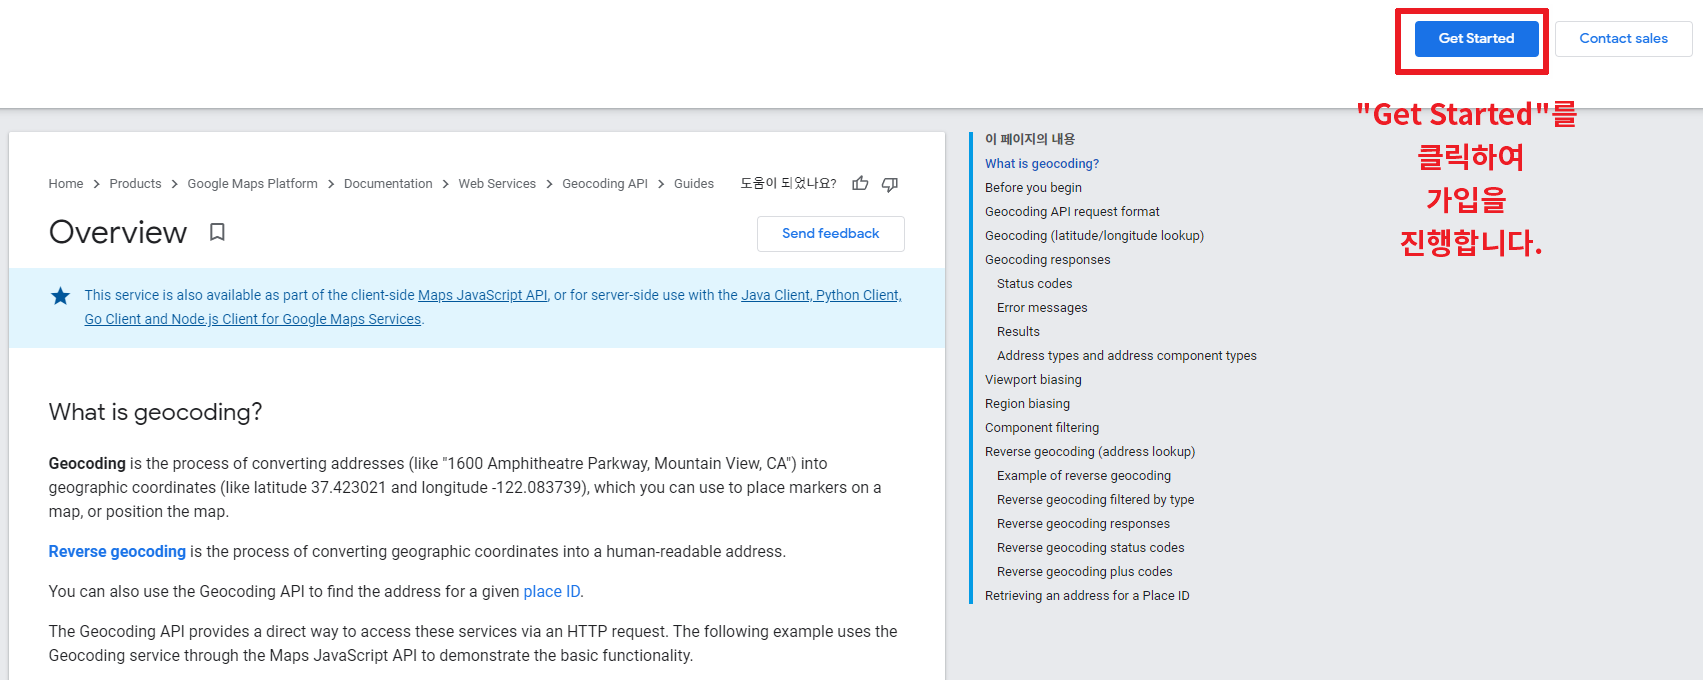 Get Started
Contact sales
"Get Started"를
클릭하여
가입을
진행합니다.
Home > Products > Google Maps Platform > Documentation > Web Services > Geocoding API > Guides
도움이 되었나요?
Overview
Send feedback
This service is also available as part of the client-side Maps JavaScript API, or for server-side use with the Java Client, Python Client,
Go Client and Node.js Client for Google Maps Services.
What is geocoding?
Geocoding is the process of converting addresses (like "1600 Amphitheatre Parkway, Mountain View, CA") into
geographic coordinates (like latitude 37.423021 and longitude -122.083739), which you can use to place markers on a
map, or position the map.
Reverse geocoding is the process of converting geographic coordinates into a human-readable address.
You can also use the Geocoding API to find the address for a given place ID.
The Geocoding API provides a direct way to access these services via an HTTP request. The following example uses the
Geocoding service through the Maps JavaScript API to demonstrate the basic functionality.
이 페이지의 내용
What is geocoding?
Before you begin
Geocoding API request format
Geocoding (latitude/longitude lookup)
Geocoding responses
Status codes
Error messages
Results
Address types and address component types
Viewport biasing
Region biasing
Component filtering
Reverse geocoding (address lookup)
Example of reverse geocoding
Reverse geocoding filtered by type
Reverse geocoding responses
Reverse geocoding status codes
Reverse geocoding plus codes
Retrieving an address for a Place ID